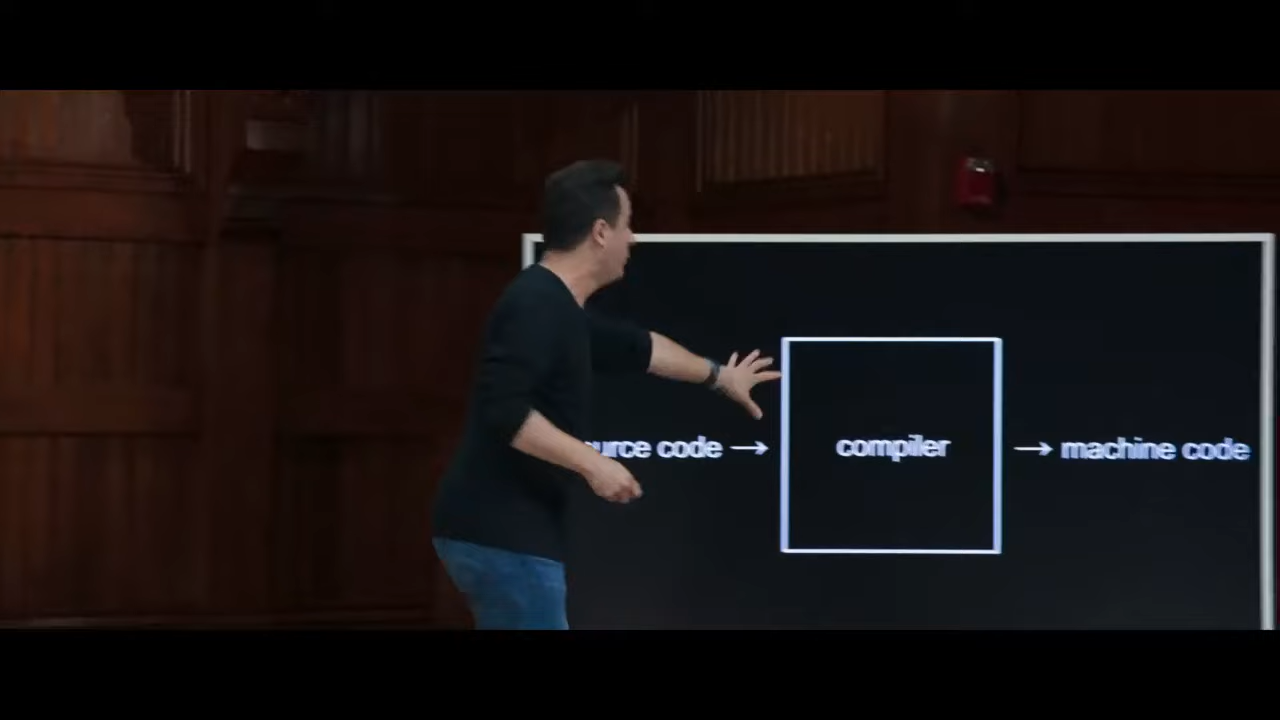 urce code → compiler → machine code